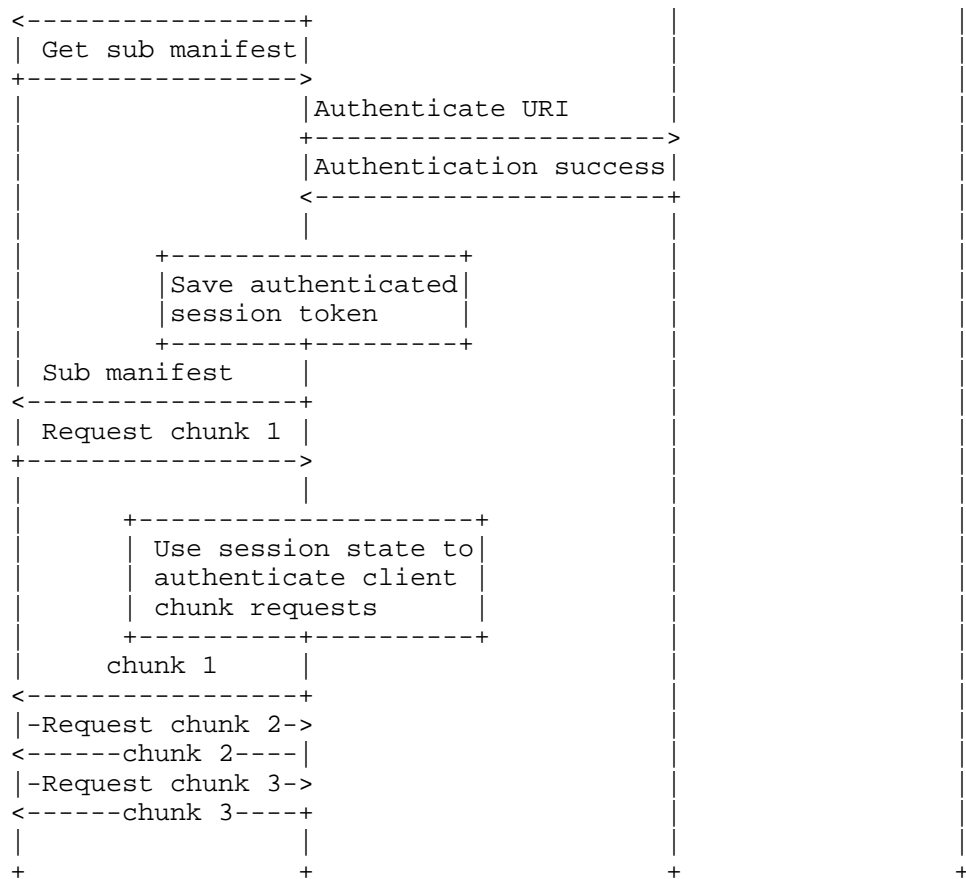 Get sub manifest
Authenticate URI
Authentication success
Save authenticated
session token
Sub manifest
Request chunk 1
Use session state to
authenticate client
chunk requests
chunk 1
-Request chunk 2->
<------chunk 2----
-Request chunk 3->
<------chunk 3----+